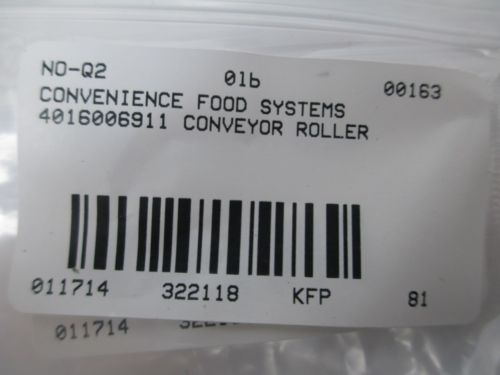 NO-Q2 01b 00163
CONVENIENCE FOOD SYSTEMS
4016006911 CONVEYOR ROLLER
011714 322118 KFP 81
011714